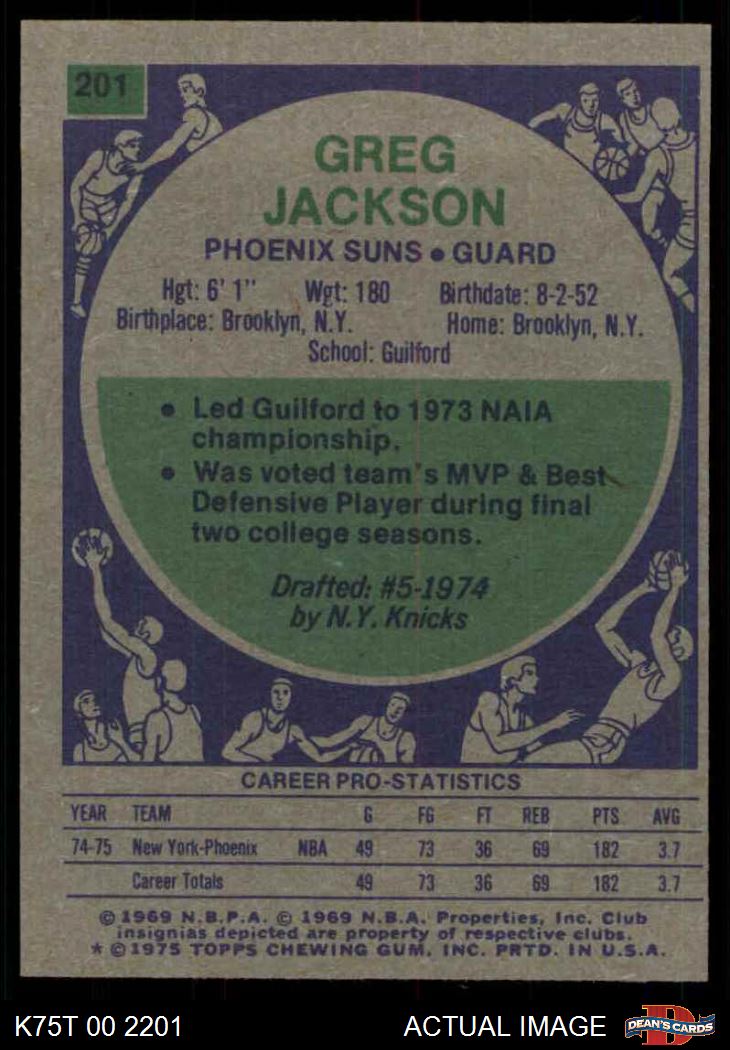 201
GREG
JACKSON
PHOENIX SUNS • GUARD
Hgt: 6' 1" Wgt: 180 Birthdate: 8-2-52
Birthplace: Brooklyn, N.Y. Home: Brooklyn, N.Y.
School: Guilford
• Led Guilford to 1973 NAIA
championship.
• Was voted team's MVP & Best
Defensive Player during final
two college seasons.
Drafted: #5-1974
by N.Y. Knicks
CAREER PRO-STATISTICS
YEAR TEAM G FG FT REB PTS AVG
74-75 New York-Phoenix NBA 49 73 36 69 182 3.7
Career Totals 49 73 36 69 182 3.7
© 1969 N.B.P.A. © 1969 N.B.A. Properties, Inc. Club
insignias depicted are property of respective clubs.
* © 1975 TOPPS CHEWING GUM, INC. PRTD. IN U.S.A.
K75T 00 2201 ACTUAL IMAGE D DEAN'S CARDS